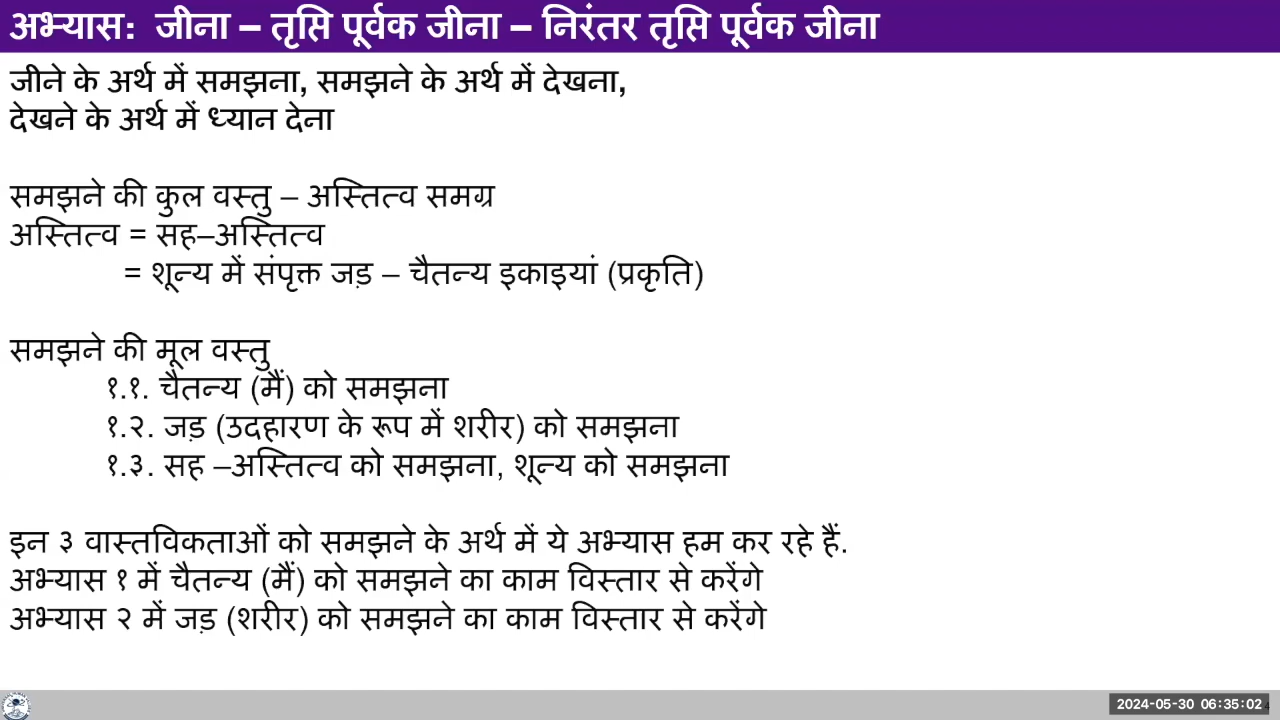 अभ्यास: जीना – तृप्ति पूर्वक जीना – निरंतर तृप्ति पूर्वक जीना
जीने के अर्थ में समझना, समझने के अर्थ में देखना,
देखने के अर्थ में ध्यान देना
समझने की कुल वस्तु – अस्तित्व समग्र
अस्तित्व = सह–अस्तित्व
= शून्य में संपृक्त जड़ – चैतन्य इकाइयां (प्रकृति)
समझने की मूल वस्तु
१.१. चैतन्य (मैं) को समझना
१.२. जड़ (उदहारण के रूप में शरीर) को समझना
१.३. सह –अस्तित्व को समझना, शून्य को समझना
इन ३ वास्तविकताओं को समझने के अर्थ में ये अभ्यास हम कर रहे हैं.
अभ्यास १ में चैतन्य (मैं) को समझने का काम विस्तार से करेंगे
अभ्यास २ में जड़ (शरीर) को समझने का काम विस्तार से करेंगे
2024-05-30 06:35:02